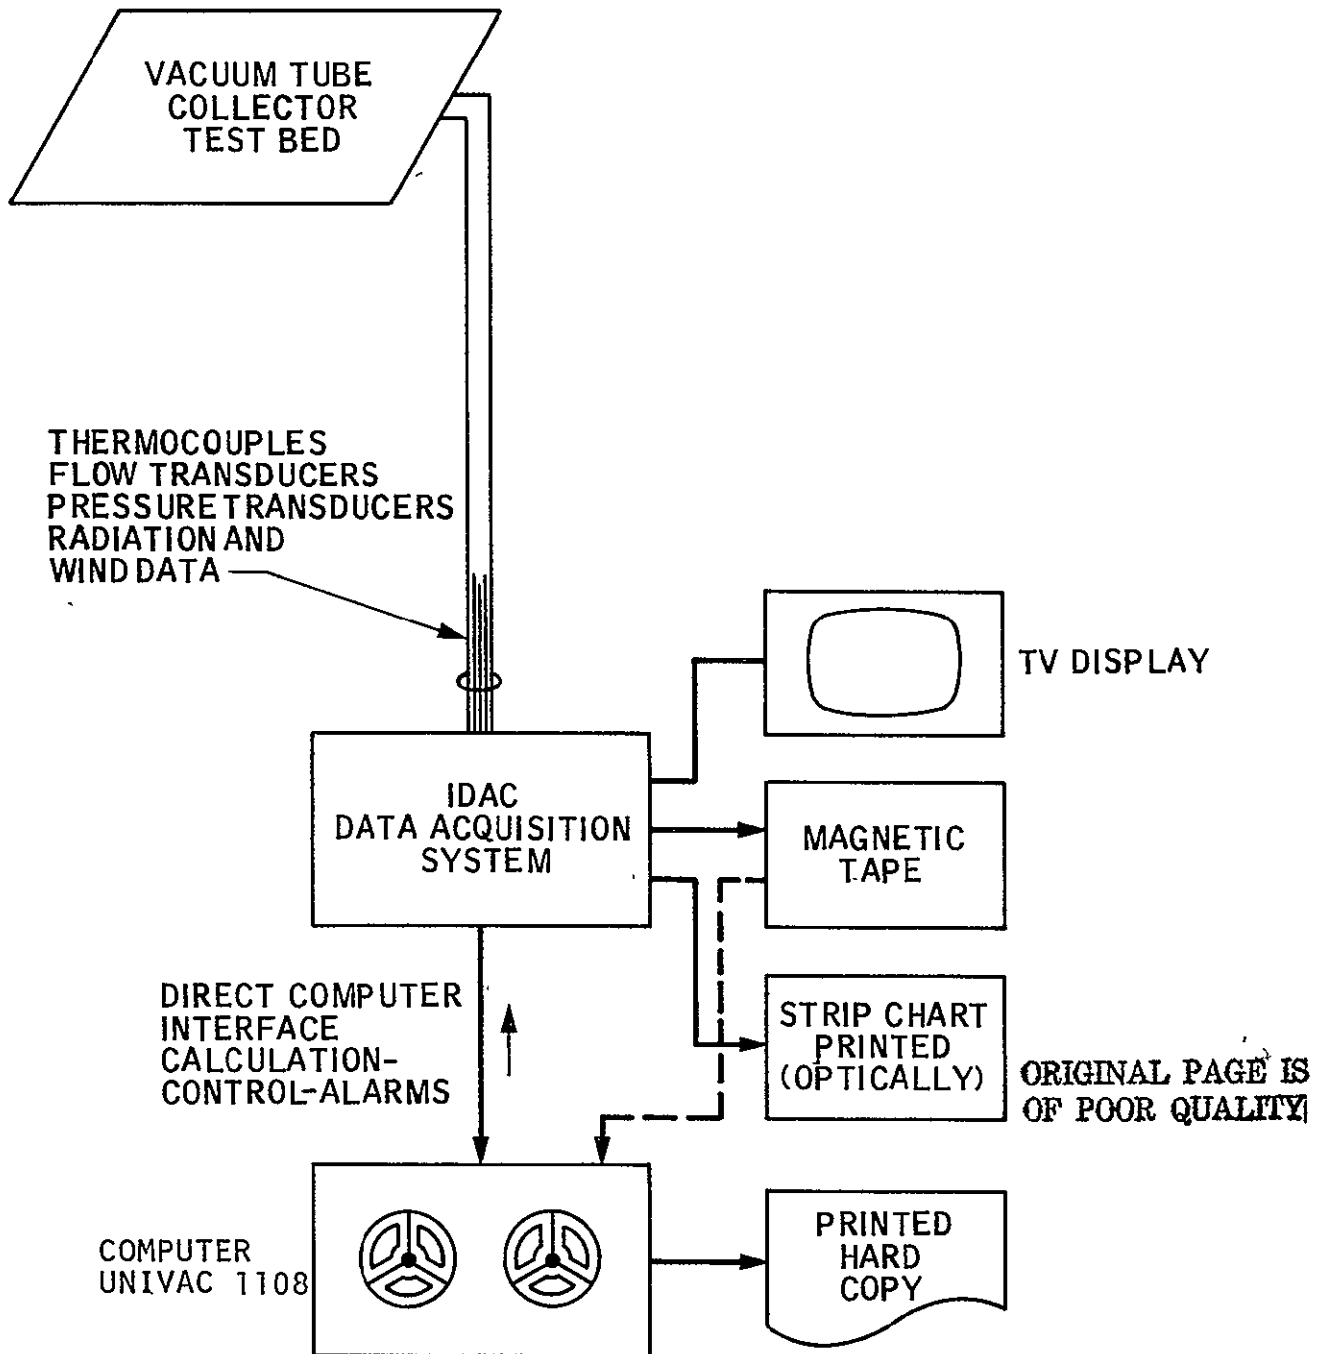 VACUUM TUBE
COLLECTOR
TEST BED
THERMOCOUPLES
FLOW TRANSDUCERS
PRESSURE TRANSDUCERS
RADIATION AND
WIND DATA
TV DISPLAY
IDAC
DATA ACQUISITION
SYSTEM
MAGNETIC
TAPE
DIRECT COMPUTER
INTERFACE
CALCULATION-
CONTROL-ALARMS
STRIP CHART
PRINTED
(OPTICALLY)
ORIGINAL PAGE IS
OF POOR QUALITY
COMPUTER
UNIVAC 1108
PRINTED
HARD
COPY